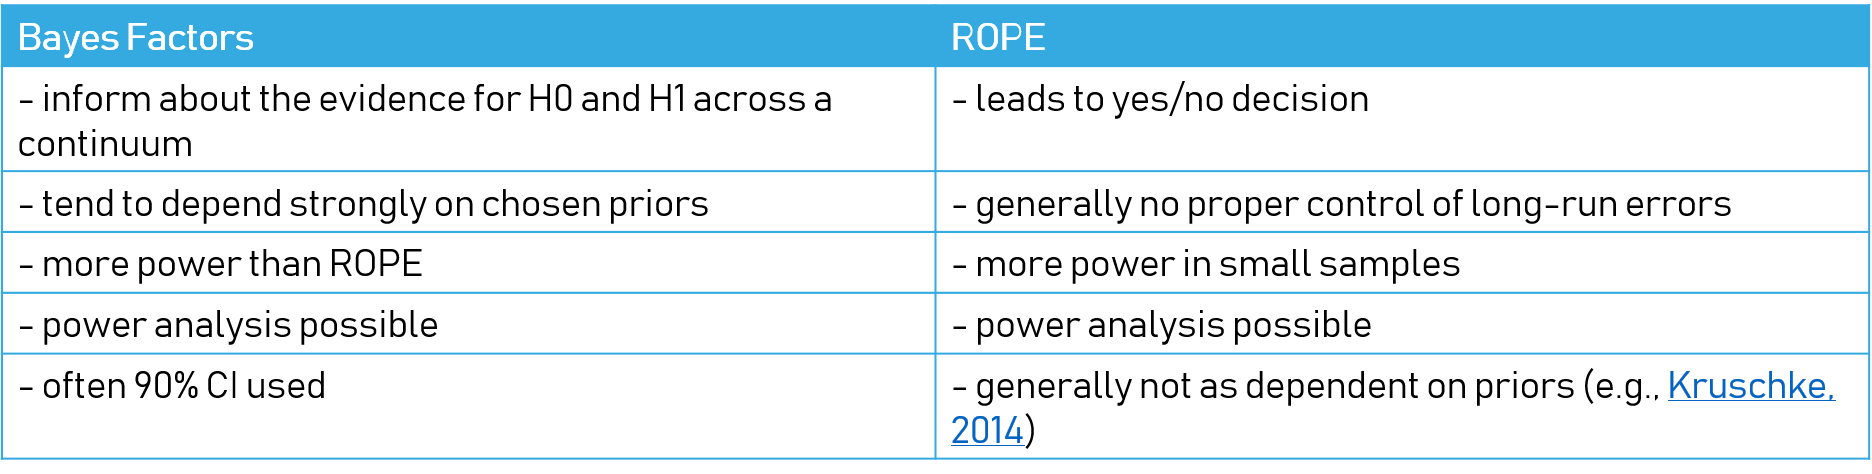 Bayes Factors
ROPE
- inform about the evidence for H0 and H1 across a
continuum
- leads to yes/no decision
- tend to depend strongly on chosen priors
- generally no proper control of long-run errors
- more power than ROPE
- more power in small samples
- power analysis possible
- power analysis possible
- often 90% CI used
- generally not as dependent on priors (e.g., Kruschke,
2014)